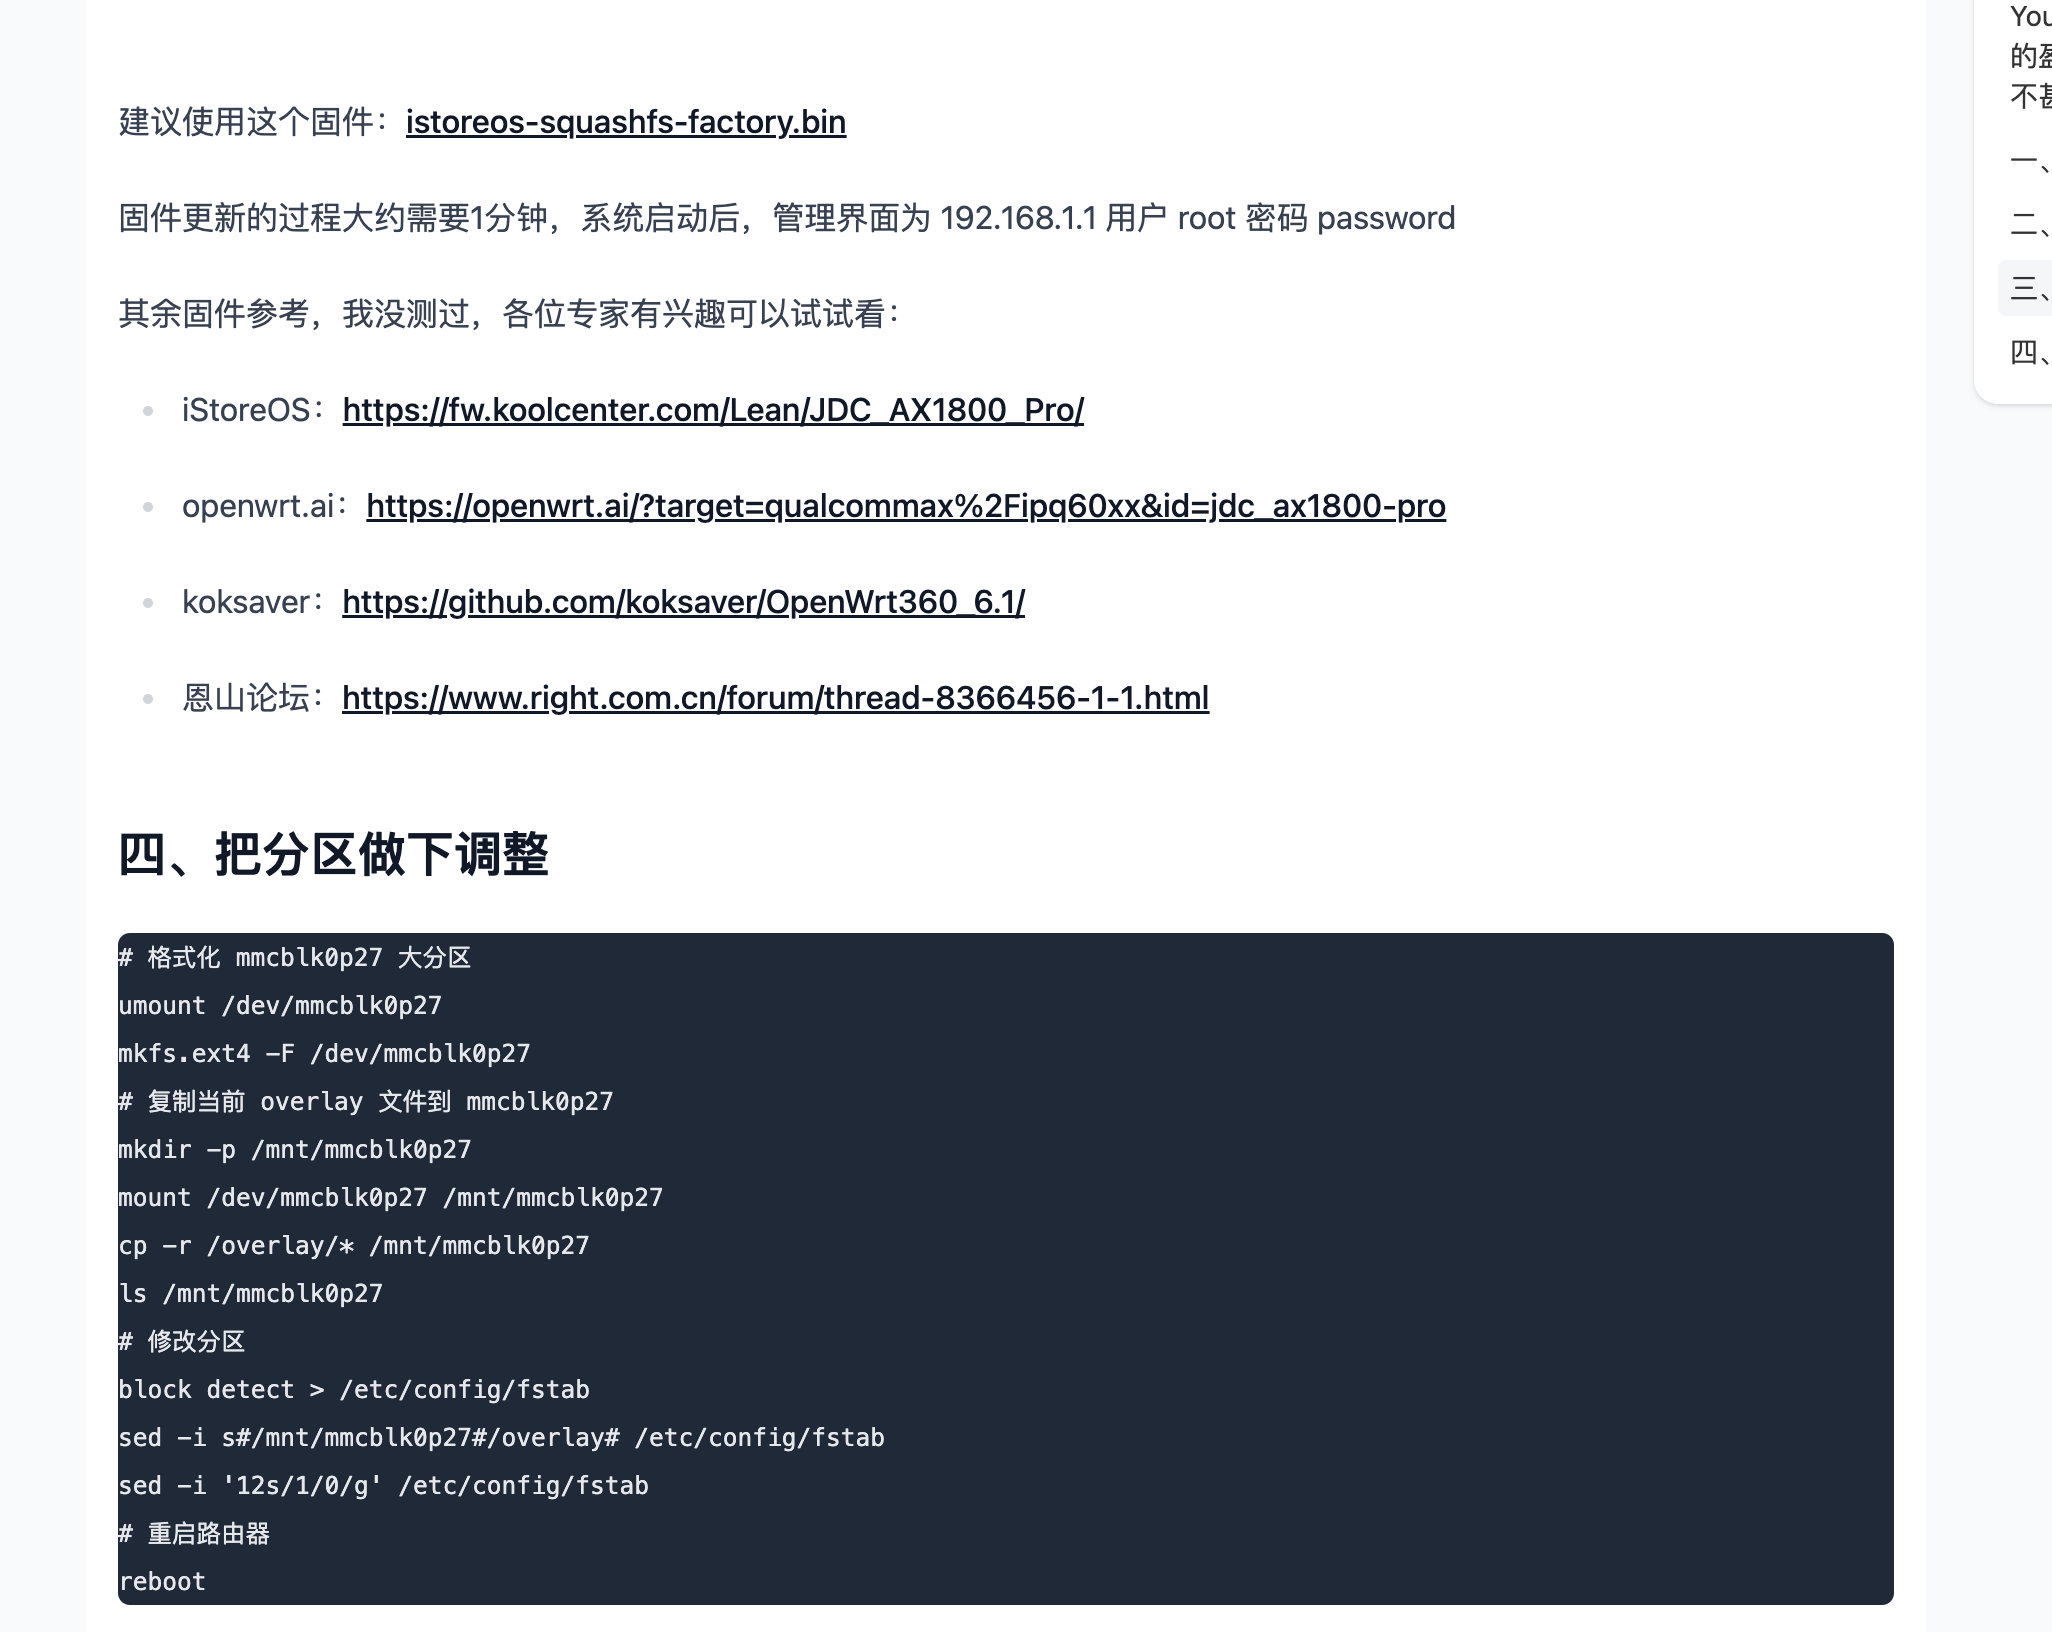 建议使用这个固件：istoreos-squashfs-factory.bin
固件更新的过程大约需要1分钟，系统启动后，管理界面为 192.168.1.1 用户 root 密码 password
其余固件参考，我没测过，各位专家有兴趣可以试试看：
iStoreOS：https://fw.koolcenter.com/Lean/JDC_AX1800_Pro/
openwrt.ai：https://openwrt.ai/?target=qualcommax%2Fipq60xx&id=jdc_ax1800-pro
koksaver：https://github.com/koksaver/OpenWrt360_6.1/
恩山论坛：https://www.right.com.cn/forum/thread-8366456-1-1.html
四、把分区做下调整
# 格式化 mmcblk0p27 大分区
umount /dev/mmcblk0p27
mkfs.ext4 -F /dev/mmcblk0p27
# 复制当前 overlay 文件到 mmcblk0p27
mkdir -p /mnt/mmcblk0p27
mount /dev/mmcblk0p27 /mnt/mmcblk0p27
cp -r /overlay/* /mnt/mmcblk0p27
ls /mnt/mmcblk0p27
# 修改分区
block detect > /etc/config/fstab
sed -i s#/mnt/mmcblk0p27#/overlay# /etc/config/fstab
sed -i '12s/1/0/g' /etc/config/fstab
# 重启路由器
reboot
You
的
不甚
一、
二、
三、
四、